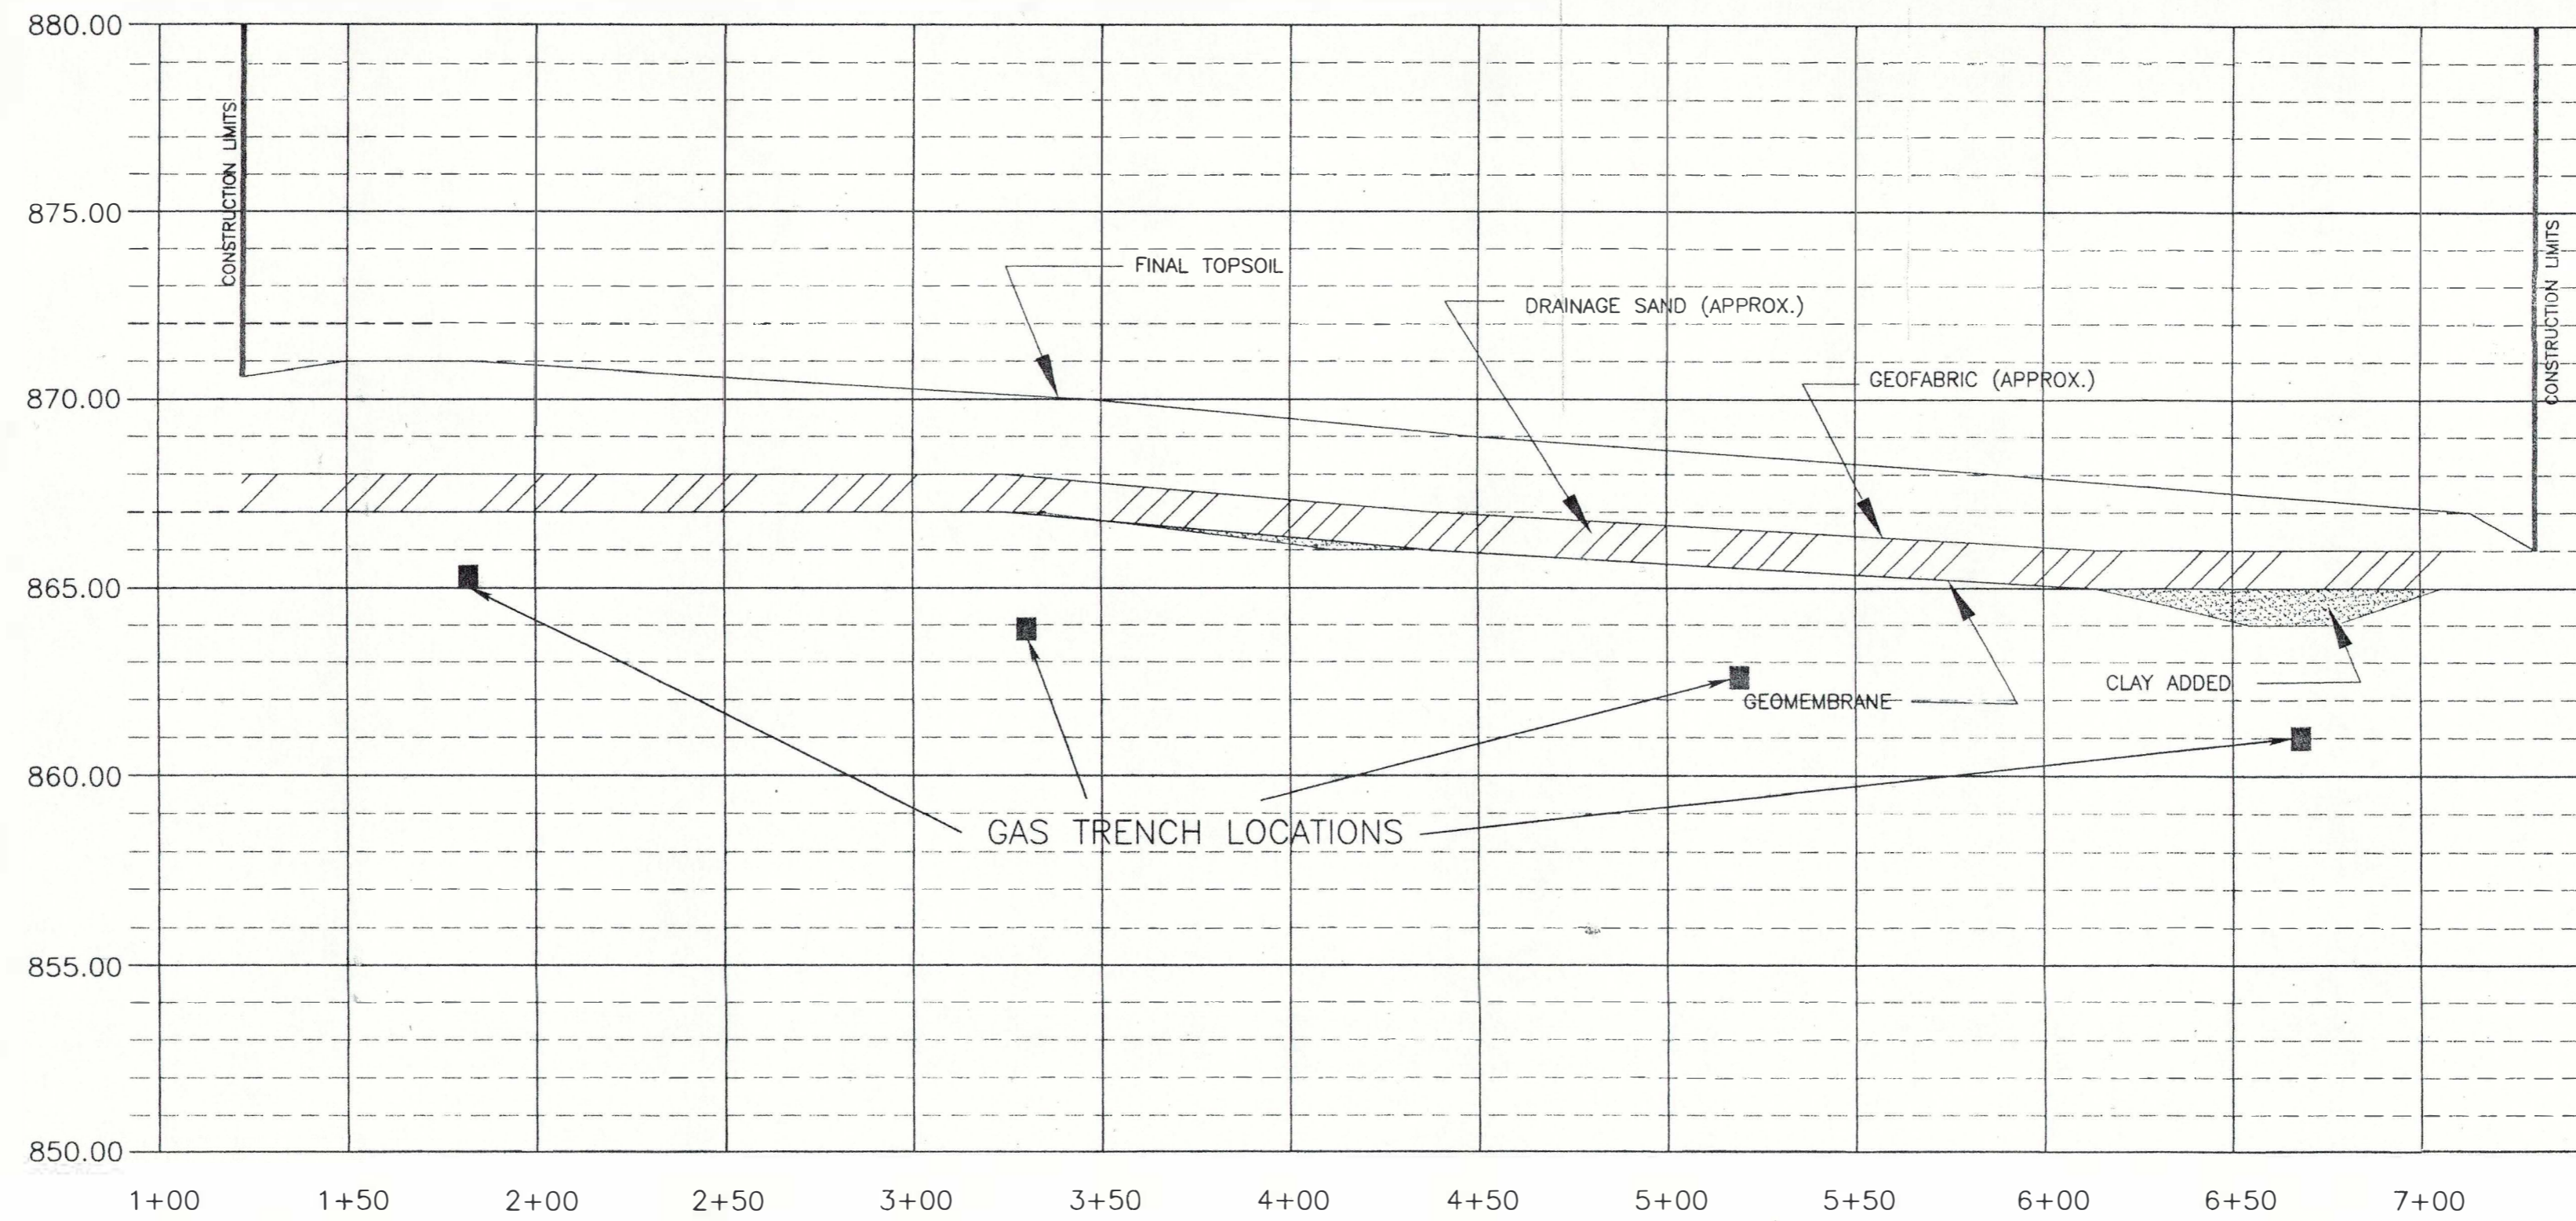 880.00
CONSTRUCTION LIMITS
875.00
CONSTRUCTION LIMITS
FINAL TOPSOIL
DRAINAGE SAND (APPROX.)
GEOFABRIC (APPROX.)
870.00
865.00
CLAY ADDED
GEOMEMBRANE
860.00
GAS TRENCH LOCATIONS
855.00
850.00
1+00 1+50 2+00 2+50 3+00 3+50 4+00 4+50 5+00 5+50 6+00 6+50 7+00